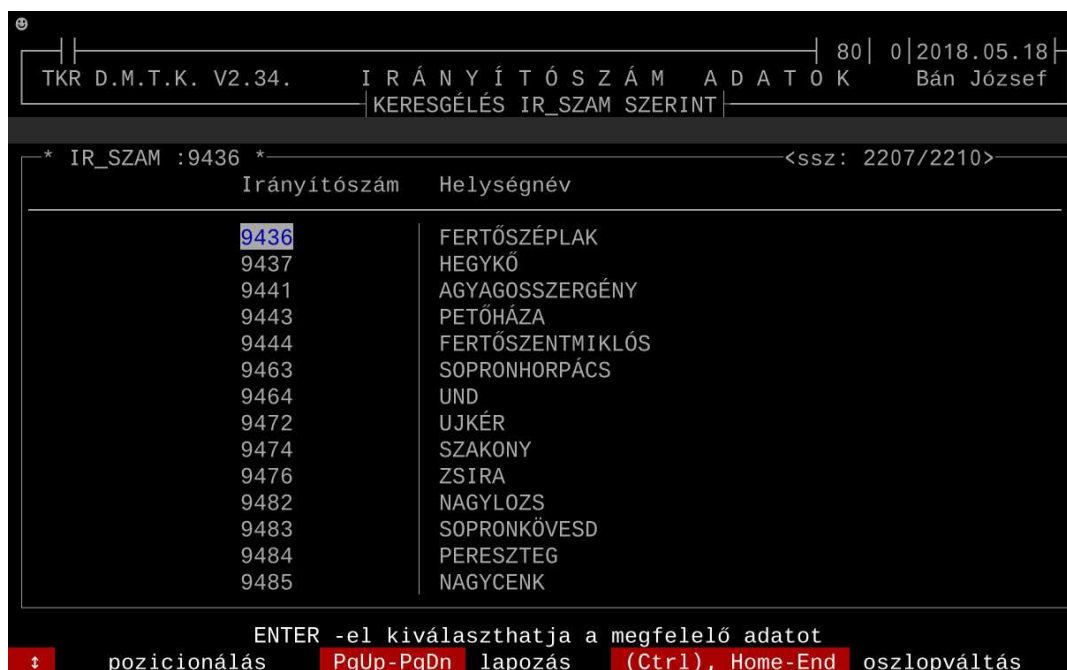 80 0 2018.05.18
TKR D.M.T.K. V2.34. IRÁNYÍTÓSZÁM ADATOK Bán József
KERESGÉLÉS IR_SZAM SZERINT
* IR_SZAM :9436 * <ssz: 2207/2210>
Irányítószám Helységnév
9436 FERTŐSZÉPLAK
9437 HEGYKŐ
9441 AGYAGOSSZERGÉNY
9443 PETŐHÁZA
9444 FERTŐSZENTMIKLÓS
9463 SOPRONHORPÁCS
9464 UND
9472 UJKÉR
9474 SZAKONY
9476 ZSIRA
9482 NAGYLOZS
9483 SOPRONKÖVESD
9484 PERESZTEG
9485 NAGYCENK
ENTER -el kiválaszthatja a megfelelő adatot
↕ pozicionálás PgUp-PgDn lapozás (Ctrl), Home-End oszlopváltás